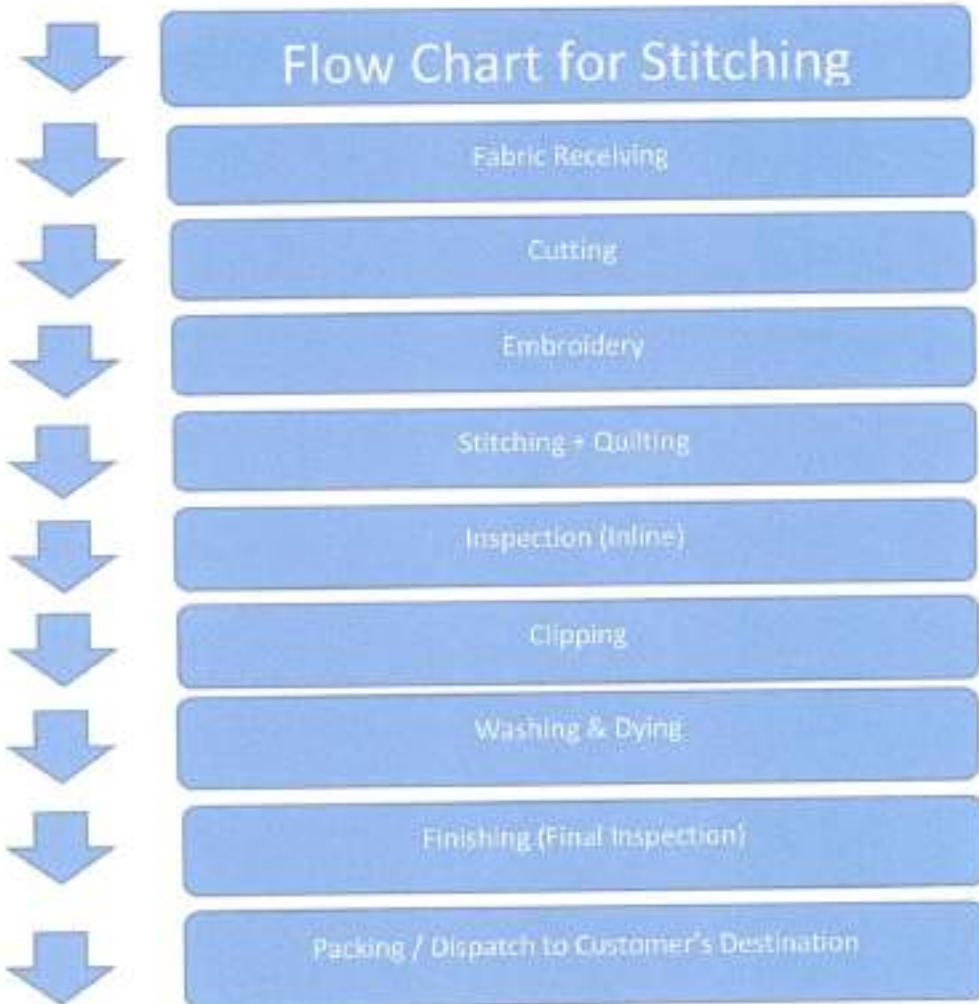 Flow Chart for Stitching
Fabric Receiving
Cutting
Embroidery
Stitching + Quilting
Inspection (Inline)
Clipping
Washing & Dying
Finishing (Final Inspection)
Packing / Dispatch to Customer's Destination